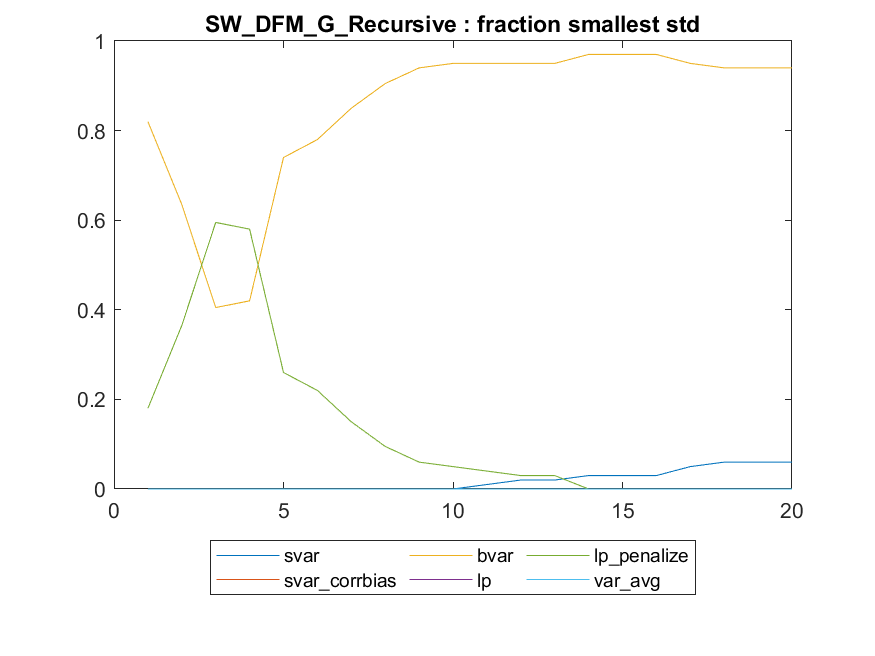 SW_DFM_G_Recursive : fraction smallest std
1
0.8
0.6
0.4
0.2
0
0 5 10 15 20
svar bvar lp_penalize
svar_corrbias lp var_avg